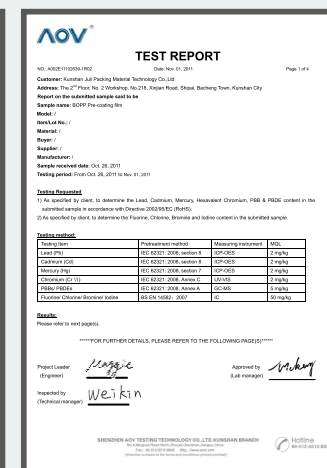 AOV
TEST REPORT
NO.: A002E11102839-1R02 Date: Nov. 01, 2011 Page 1 of 4
Customer: Kunshan Juli Packing Material Technology Co.,Ltd
Address: The 2nd Floor, No. 2 Workshop, No.218, Xinjian Road, Shipai, Bacheng Town, Kunshan City
Report on the submitted sample said to be
Sample name: BOPP Pre-coating film
Model: /
Item/Lot No.: /
Material: /
Buyer: /
Supplier: /
Manufacturer: /
Sample received date: Oct. 26, 2011
Testing period: From Oct. 26, 2011 to Nov. 01, 2011
Testing Requested
1) As specified by client, to determine the Lead, Cadmium, Mercury, Hexavalent Chromium, PBB & PBDE content in the
submitted sample in accordance with Directive 2002/95/EC (RoHS).
2) As specified by client, to determine the Fluorine, Chlorine, Bromine and Iodine content in the submitted sample.
Testing method:
Testing Item Pretreatment method Measuring instrument MQL
Lead (Pb) IEC 62321: 2008, section 8 ICP-OES 2 mg/kg
Cadmium (Cd) IEC 62321: 2008, section 8 ICP-OES 2 mg/kg
Mercury (Hg) IEC 62321: 2008, section 7 ICP-OES 2 mg/kg
Chromium (Cr VI) IEC 62321: 2008, Annex C UV-VIS 2 mg/kg
PBBs/ PBDEs IEC 62321: 2008, Annex A GC-MS 5 mg/kg
Fluorine/ Chlorine/ Bromine/ Iodine BS EN 14582: 2007 IC 50 mg/kg
Results:
Please refer to next page(s).
******FOR FURTHER DETAILS, PLEASE REFER TO THE FOLLOWING PAGE(S)******
Project Leader Maggie Approved by
(Engineer) (Lab manager)
Inspected by Weikin
(Technical manager)
SHENZHEN AOV TESTING TECHNOLOGY CO.,LTD.KUNSHAN BRANCH
Hotline